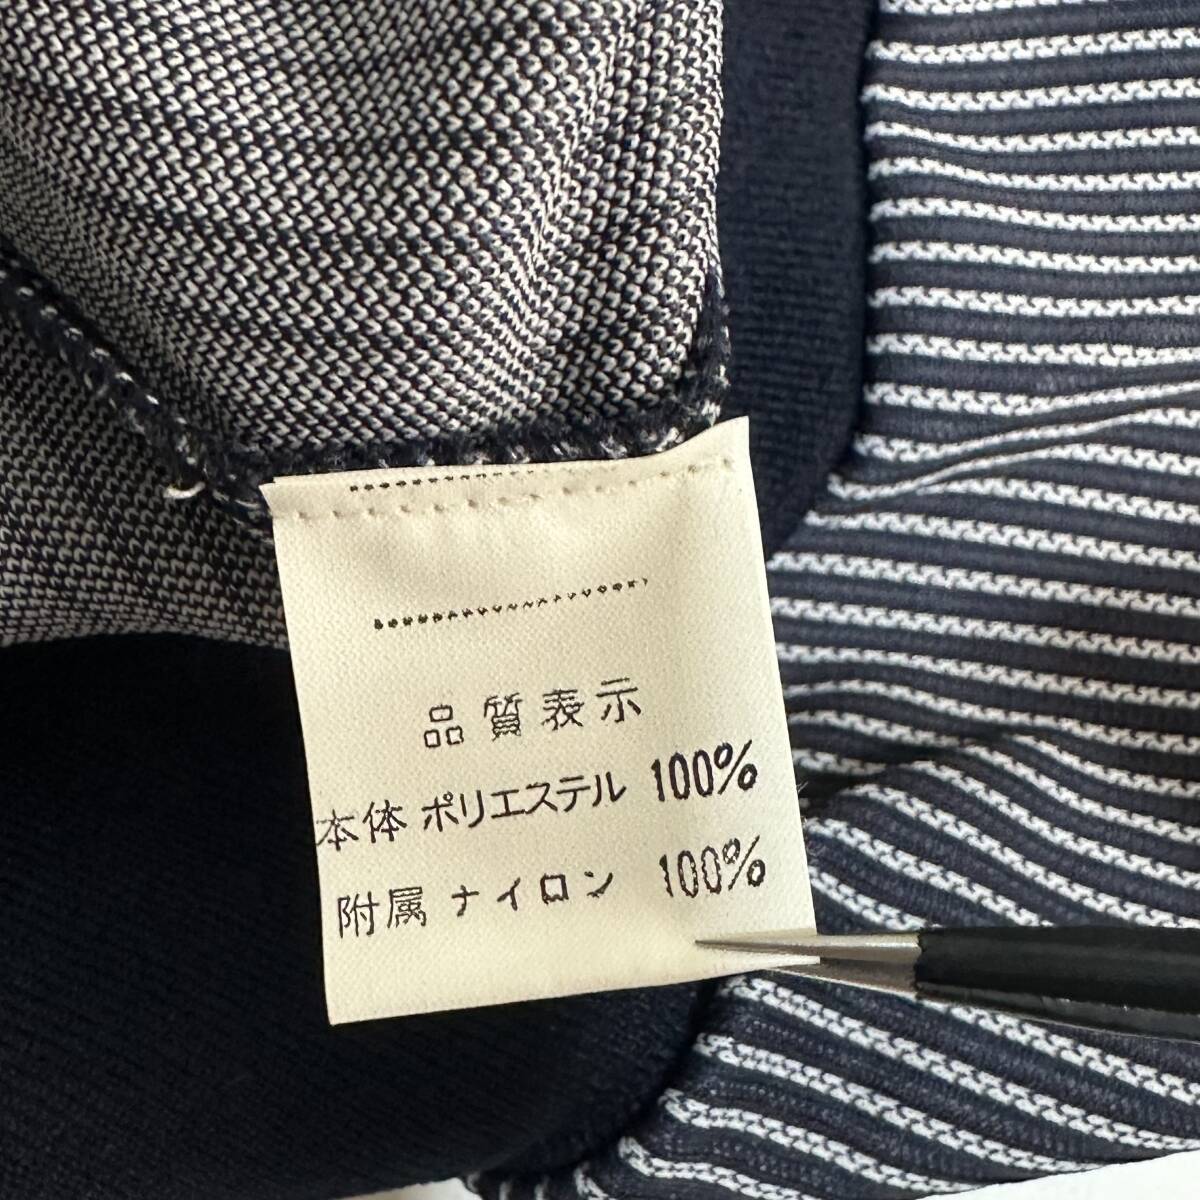 品質表示
本体 ポリエステル 100%
附属 ナイロン 100%